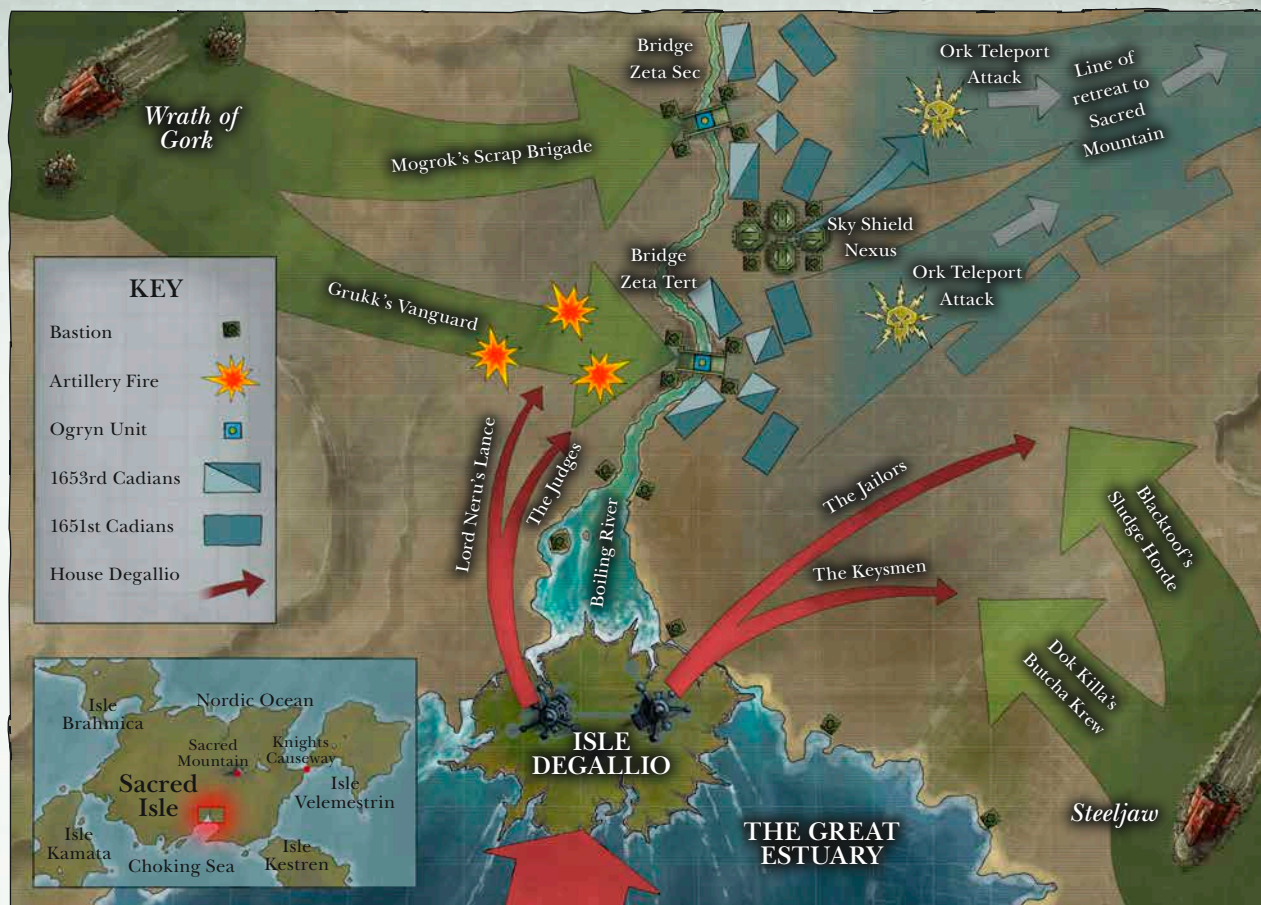 Wrath of
Gork
Mogrok's Scrap Brigade
Bridge
Zeta Sec
Ork Teleport
Attack
Line of
retreat to
Sacred
Mountain
Sky Shield
Nexus
Bridge
Zeta Tert
Ork Teleport
Attack
Grukk's Vanguard
KEY
Bastion
Artillery Fire
Ogryn Unit
1653rd Cadians
1651st Cadians
House Degallio
Lord Neru's Lance
The Judges
Boiling River
The Jailors
The Keysmen
Blacktoof's
Sludge Horde
Dok Killa's
Butcha Krew
Steeljaw
ISLE
DEGALLIO
THE GREAT
ESTUARY
Isle
Brahmica
Nordic Ocean
Sacred
Mountain
Knights
Causeway
Sacred
Isle
Isle
Velemestrin
Isle
Kamata
Choking Sea
Isle
Kestren